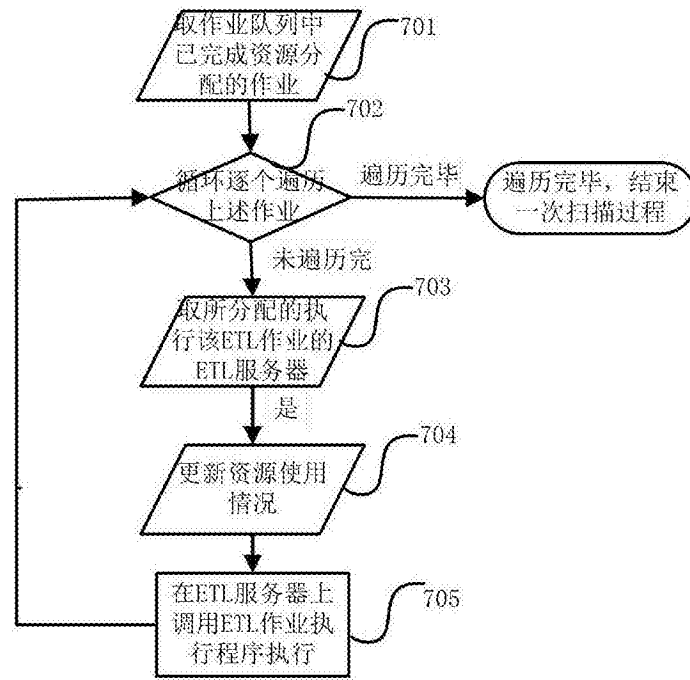 取作业队列中
已完成资源分
配的作业
701
702
循环逐个遍历
上述作业
遍历完毕
遍历完毕，结束
一次扫描过程
未遍历完
703
取所分配的执
行该ETL作业的
ETL服务器
是
704
更新资源使用
情况
705
在ETL服务器上
调用ETL作业执
行程序执行